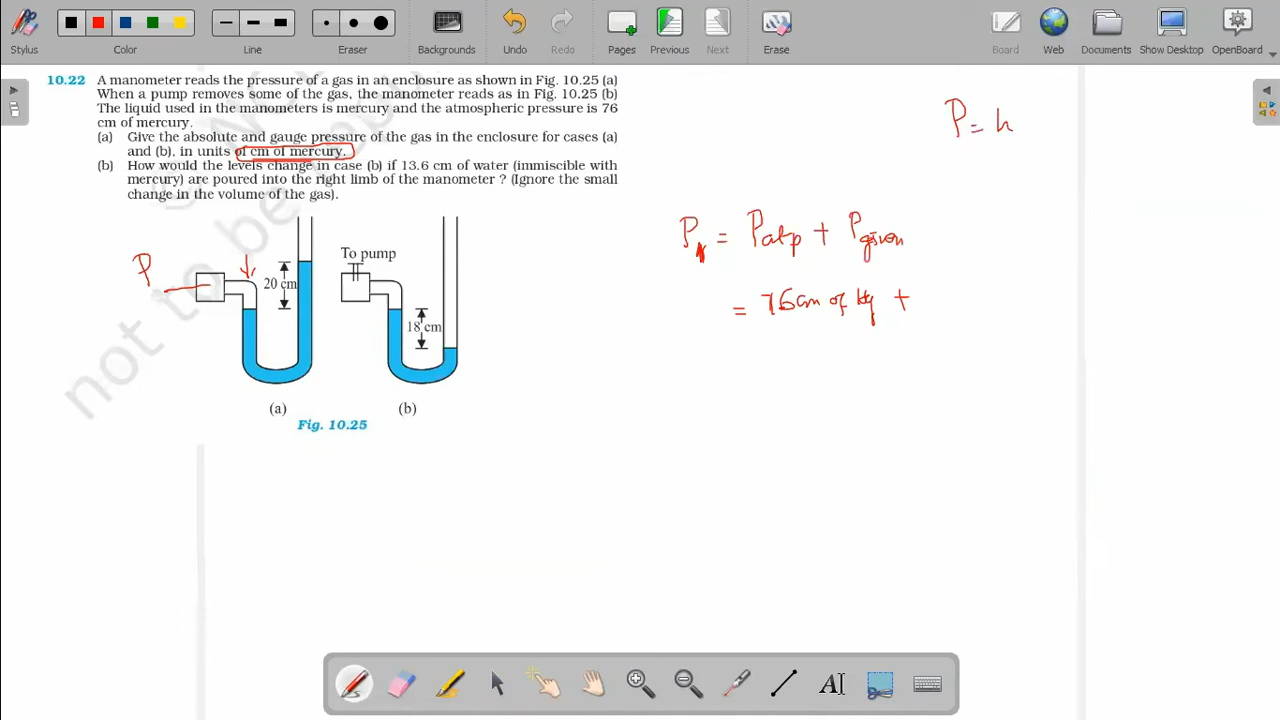 Stylus
Color
Line
Eraser
Backgrounds
Undo
Redo
Pages
Previous
Next
Erase
Board
Web
Documents
Show Desktop
OpenBoard
10.22 A manometer reads the pressure of a gas in an enclosure as shown in Fig. 10.25 (a)
When a pump removes some of the gas, the manometer reads as in Fig. 10.25 (b)
The liquid used in the manometers is mercury and the atmospheric pressure is 76
cm of mercury.
(a) Give the absolute and gauge pressure of the gas in the enclosure for cases (a)
and (b), in units of cm of mercury.
(b) How would the levels change in case (b) if 13.6 cm of water (immiscible with
mercury) are poured into the right limb of the manometer ? (Ignore the small
change in the volume of the gas).
P = h
P = Patp + Pgiven
= 76cm of Hg +
P
To pump
20 cm
18 cm
(a)
(b)
Fig. 10.25
not to be